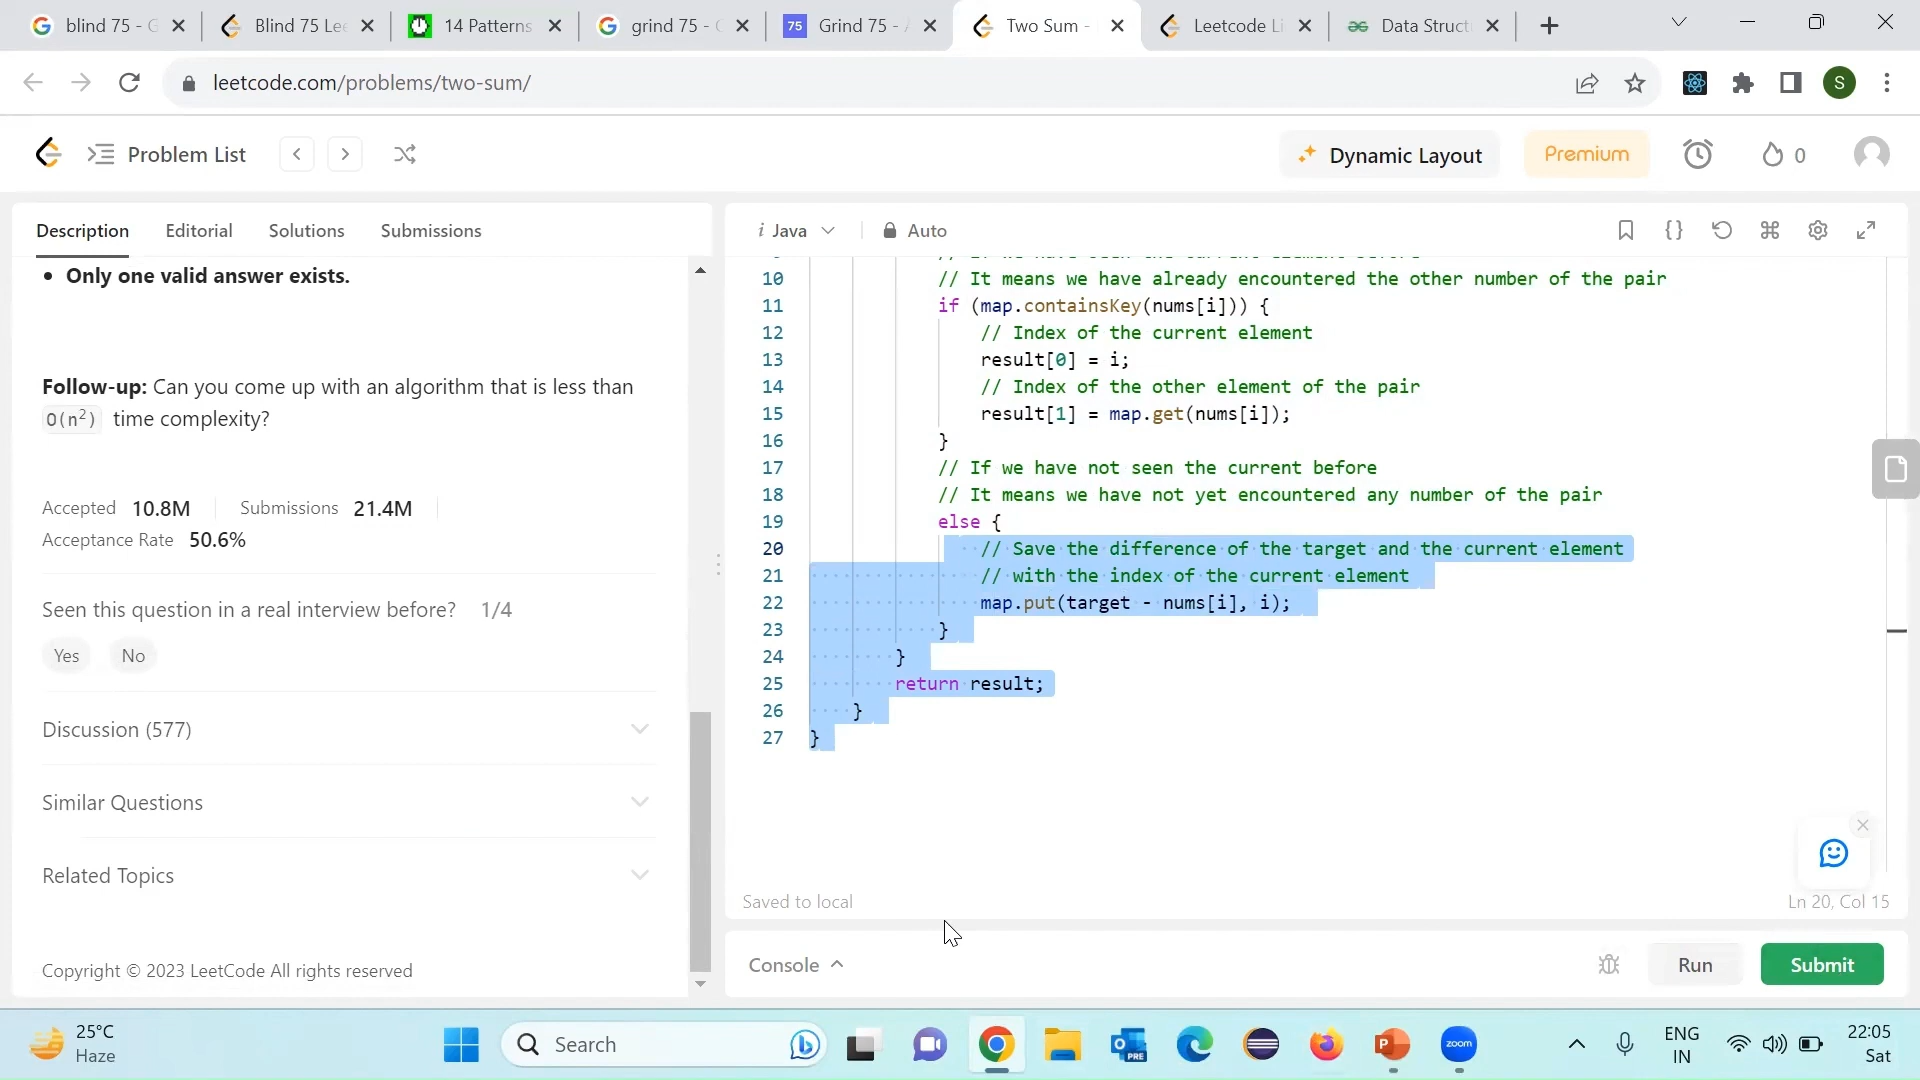 blind 75 - G
Blind 75 Lee
14 Patterns
grind 75 - G
75
Grind 75 - A
Two Sum -
Leetcode Li
Data Struct
leetcode.com/problems/two-sum/
S
Problem List
Dynamic Layout
Premium
0
Description
Editorial
Solutions
Submissions
i Java
Auto
• Only one valid answer exists.
Follow-up: Can you come up with an algorithm that is less than
O(n²) time complexity?
Accepted 10.8M
Submissions 21.4M
Acceptance Rate 50.6%
Seen this question in a real interview before? 1/4
Yes
No
Discussion (577)
Similar Questions
Related Topics
Copyright © 2023 LeetCode All rights reserved
10 // It means we have already encountered the other number of the pair
11 if (map.containsKey(nums[i])) {
12 // Index of the current element
13 result[0] = i;
14 // Index of the other element of the pair
15 result[1] = map.get(nums[i]);
16 }
17 // If we have not seen the current before
18 // It means we have not yet encountered any number of the pair
19 else {
20 // Save the difference of the target and the current element
21 // with the index of the current element
22 map.put(target - nums[i], i);
23 }
24 }
25 return result;
26 }
27 }
Saved to local
Ln 20, Col 15
Console
Run
Submit
25°C
Haze
Search
PRE
P
zoom
ENG
IN
22:05
Sat